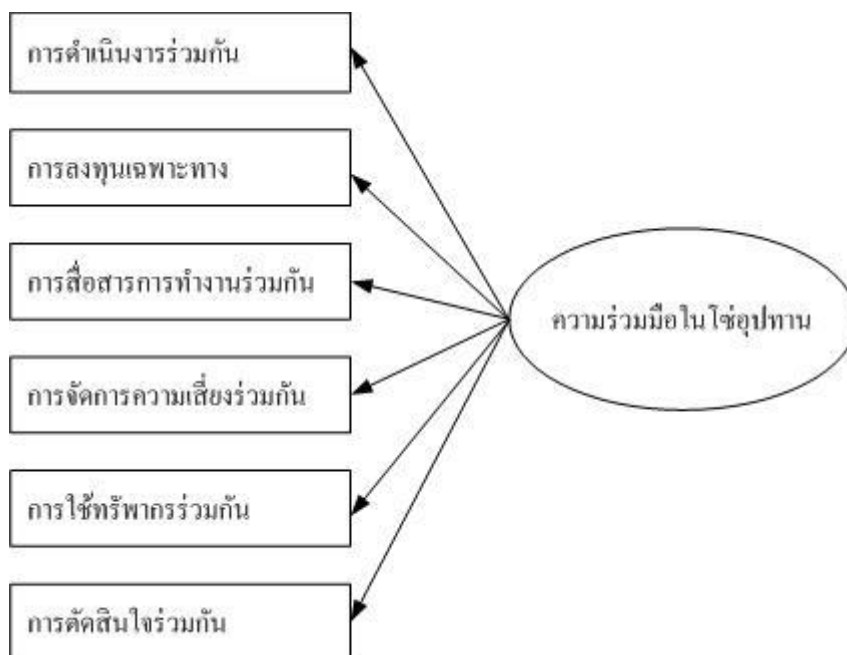 การดำเนินงารร่วมกัน
การลงทุนเฉพาะทาง
การสื่อสารการทำงานร่วมกัน
ความร่วมมือในโซ่อุปทาน
การจัดการความเสี่ยงร่วมกัน
การใช้ทรัพากรร่วมกัน
การตัดสินใจร่วมกัน